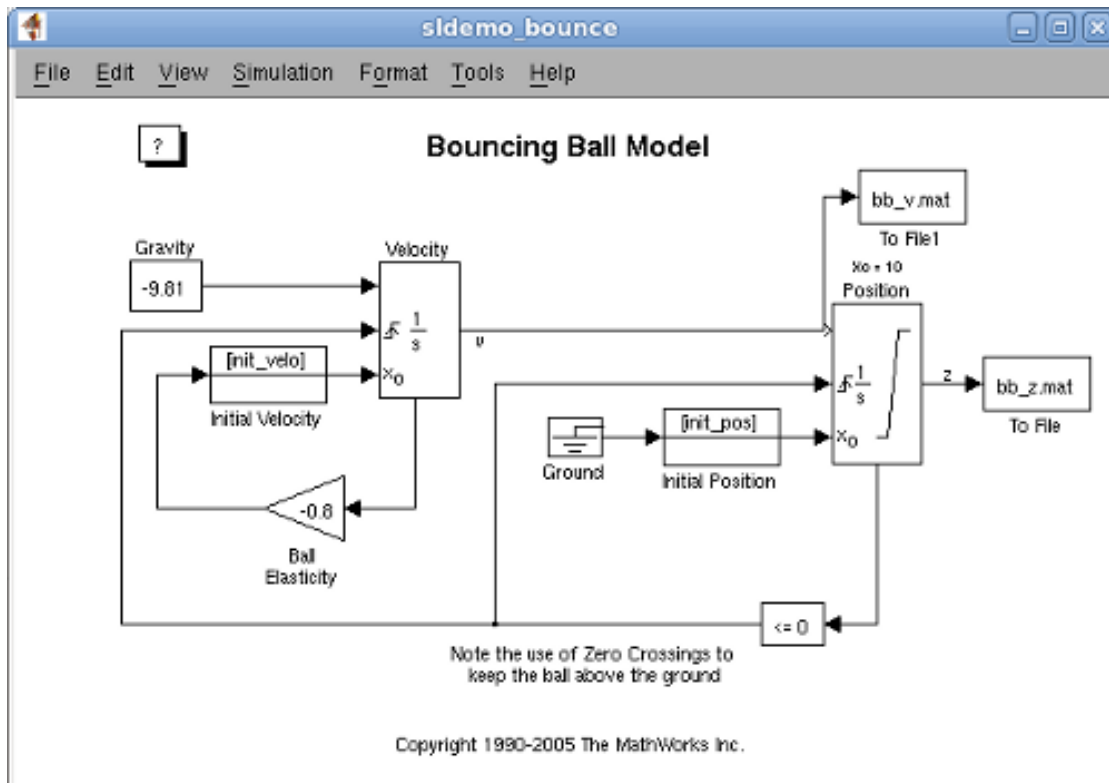 sldemo_bounce
File Edit View Simulation Format Tools Help
?
Bouncing Ball Model
bb_v.mat
To File1
Gravity
-9.81
Velocity
1
s
xo
v
Xo = 10
Position
1
s
xo
z
bb_z.mat
To File
[init_velo]
Initial Velocity
[init_pos]
Initial Position
Ground
-0.8
Ball
Elasticity
<= 0
Note the use of Zero Crossings to
keep the ball above the ground
Copyright 1990-2005 The MathWorks Inc.